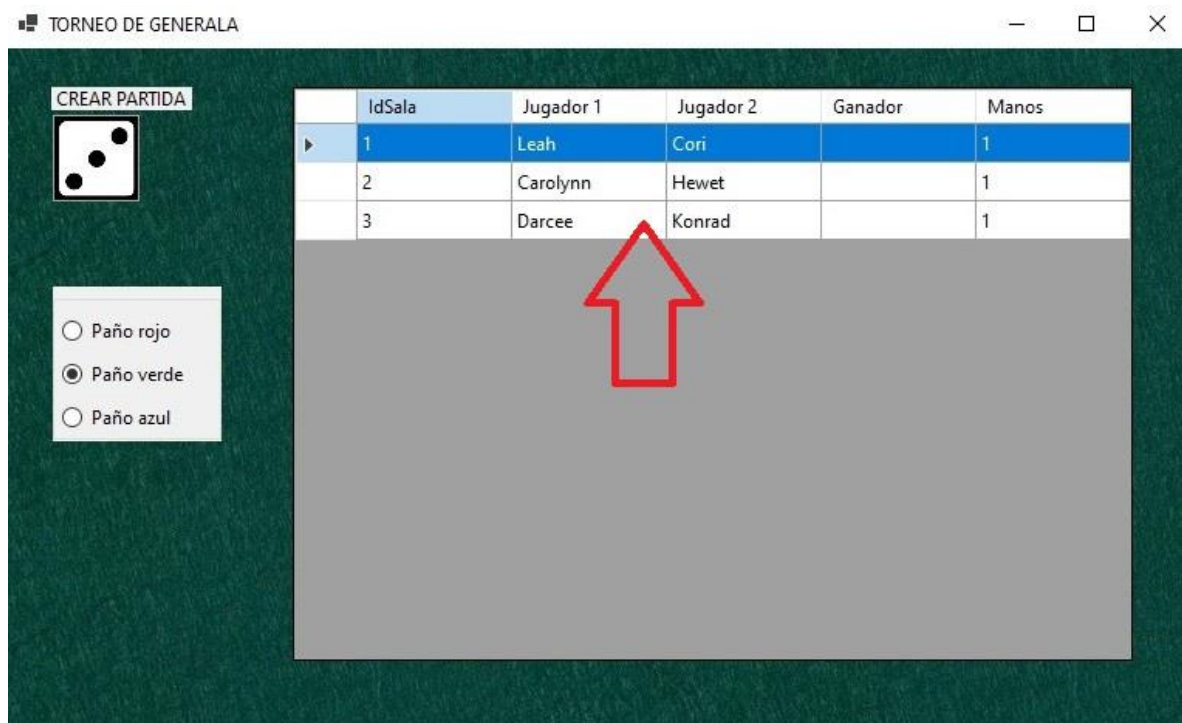 TORNEO DE GENERALA
CREAR PARTIDA
IdSala Jugador 1 Jugador 2 Ganador Manos
1 Leah Cori 1
2 Carolynn Hewet 1
3 Darcee Konrad 1
Paño rojo
Paño verde
Paño azul